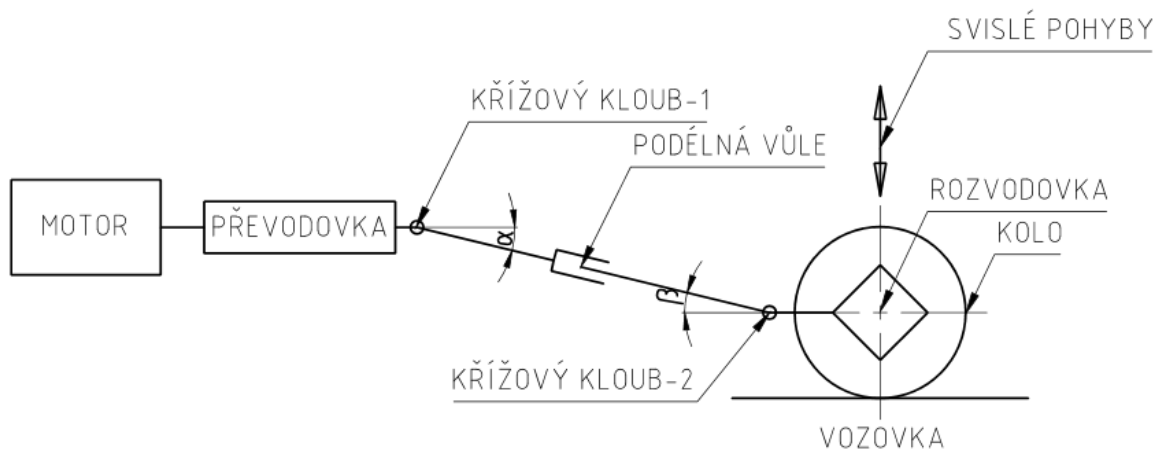 SVISLÉ POHYBY
KŘÍŽOVÝ KLOUB-1
PODÉLNÁ VŮLE
ROZVODOVKA
MOTOR
PŘEVODOVKA
KOLO
α
β
KŘÍŽOVÝ KLOUB-2
VOZOVKA